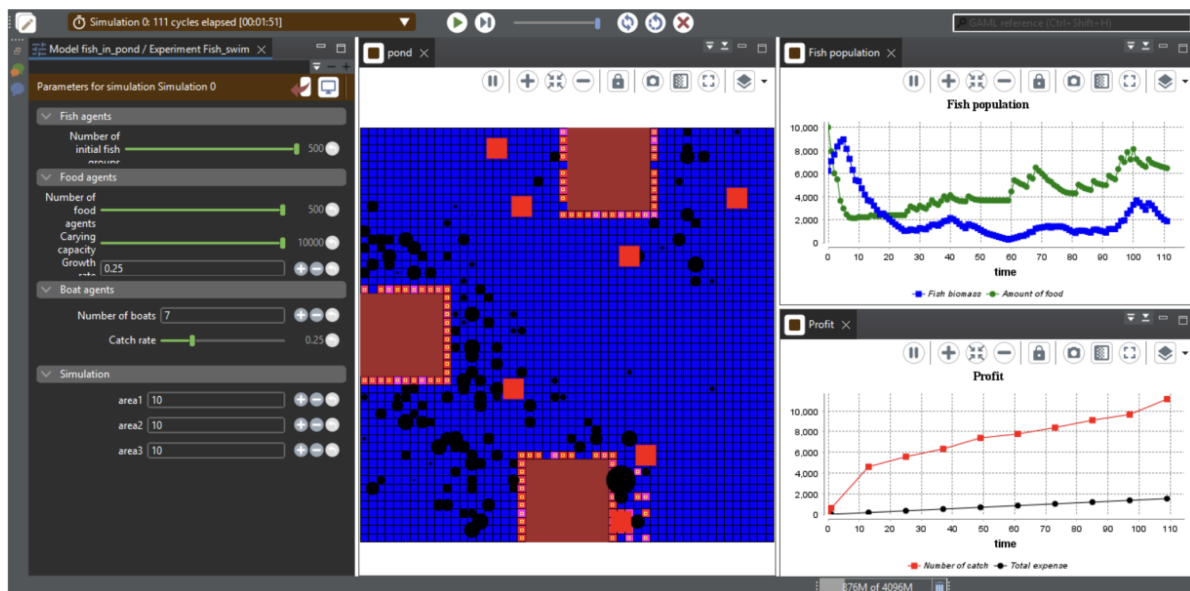 Simulation 0: 111 cycles elapsed [00:01:51]
GAML reference (Ctrl+Shift+H)
Model fish_in_pond / Experiment Fish_swim
Parameters for simulation Simulation 0
Fish agents
Number of
initial fish
500
Food agents
Number of
food
agents
500
Carying
capacity
10000
Growth
0.25
Boat agents
Number of boats 7
Catch rate 0.25
Simulation
area1 10
area2 10
area3 10
pond
Fish population
Fish population
10,000
8,000
6,000
4,000
2,000
0
0 10 20 30 40 50 60 70 80 90 100 110
time
Fish biomass Amount of food
Profit
Profit
10,000
8,000
6,000
4,000
2,000
0
0 10 20 30 40 50 60 70 80 90 100 110
time
Number of catch Total expense
876M of 4096M